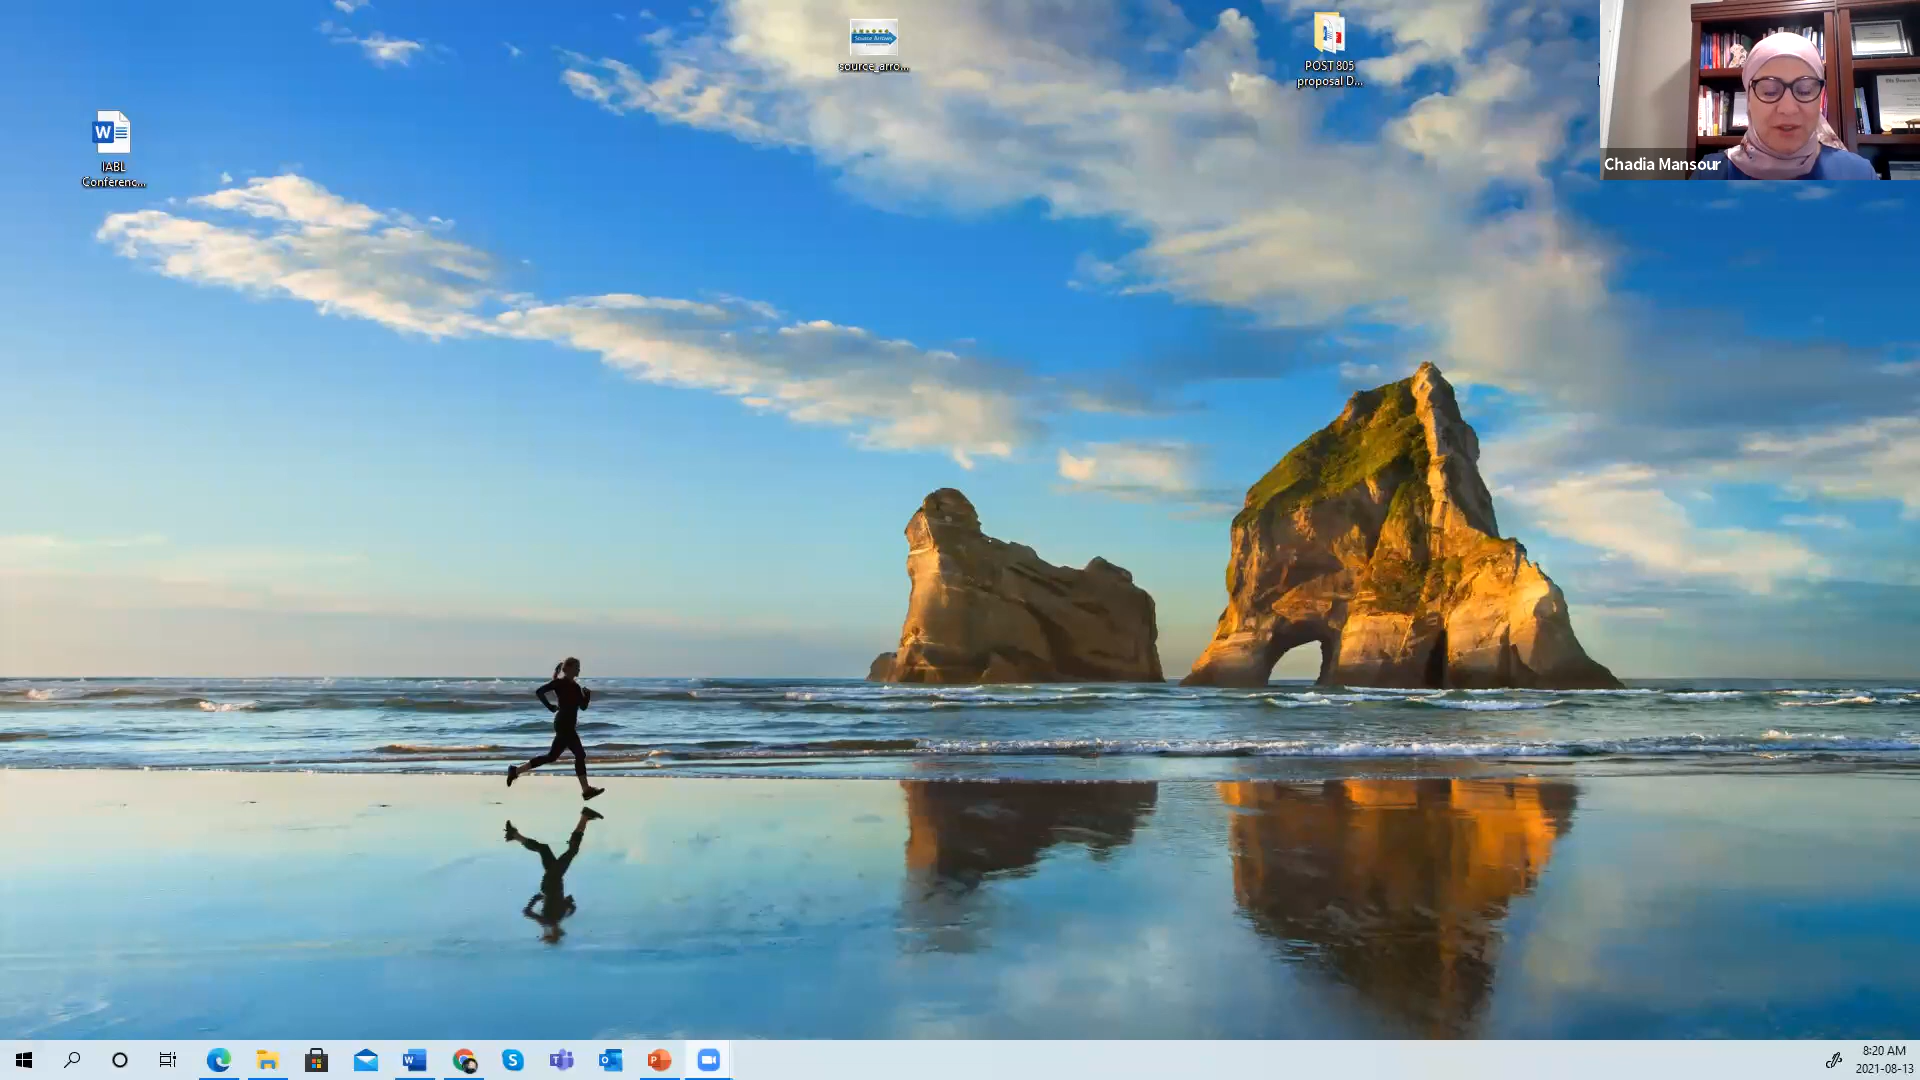 source_arro...
POST 805
proposal D...
IABL
Conferenc...
Chadia Mansour
8:20 AM
2021-08-13